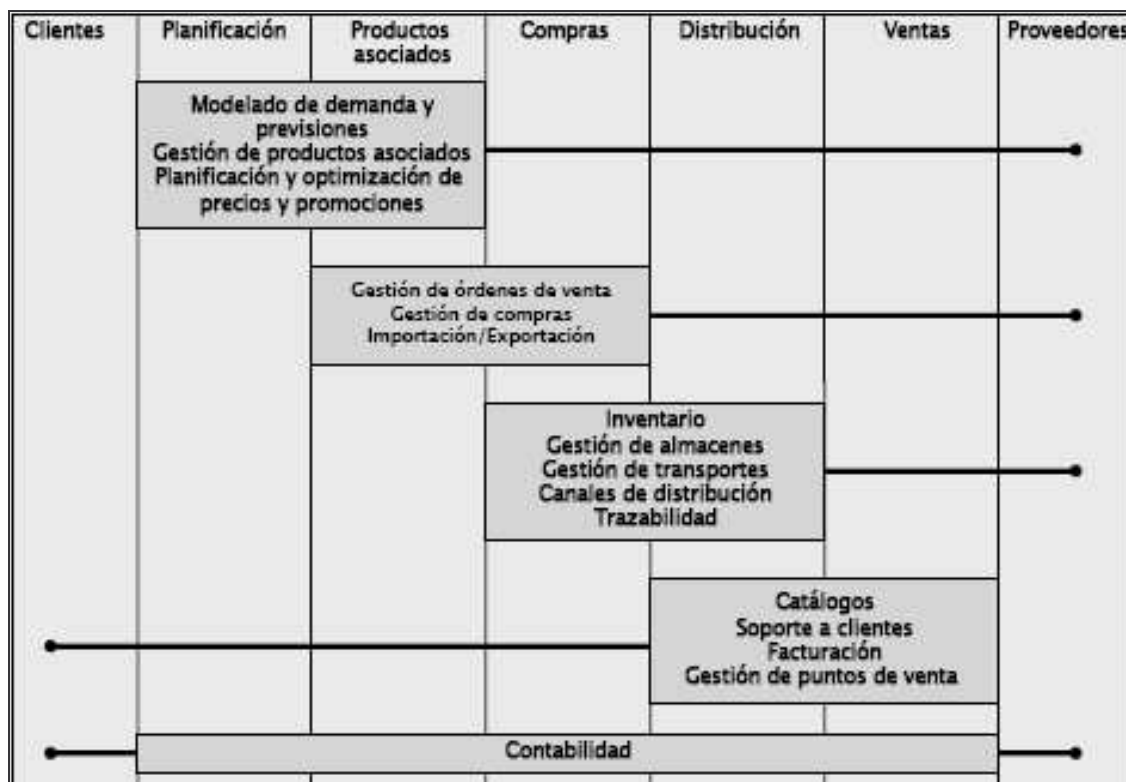 Clientes
Planificación
Productos
asociados
Compras
Distribución
Ventas
Proveedores
Modelado de demanda y
previsiones
Gestión de productos asociados
Planificación y optimización de
precios y promociones
Gestión de órdenes de venta
Gestión de compras
Importación/Exportación
Inventario
Gestión de almacenes
Gestión de transportes
Canales de distribución
Trazabilidad
Catálogos
Soporte a clientes
Facturación
Gestión de puntos de venta
Contabilidad